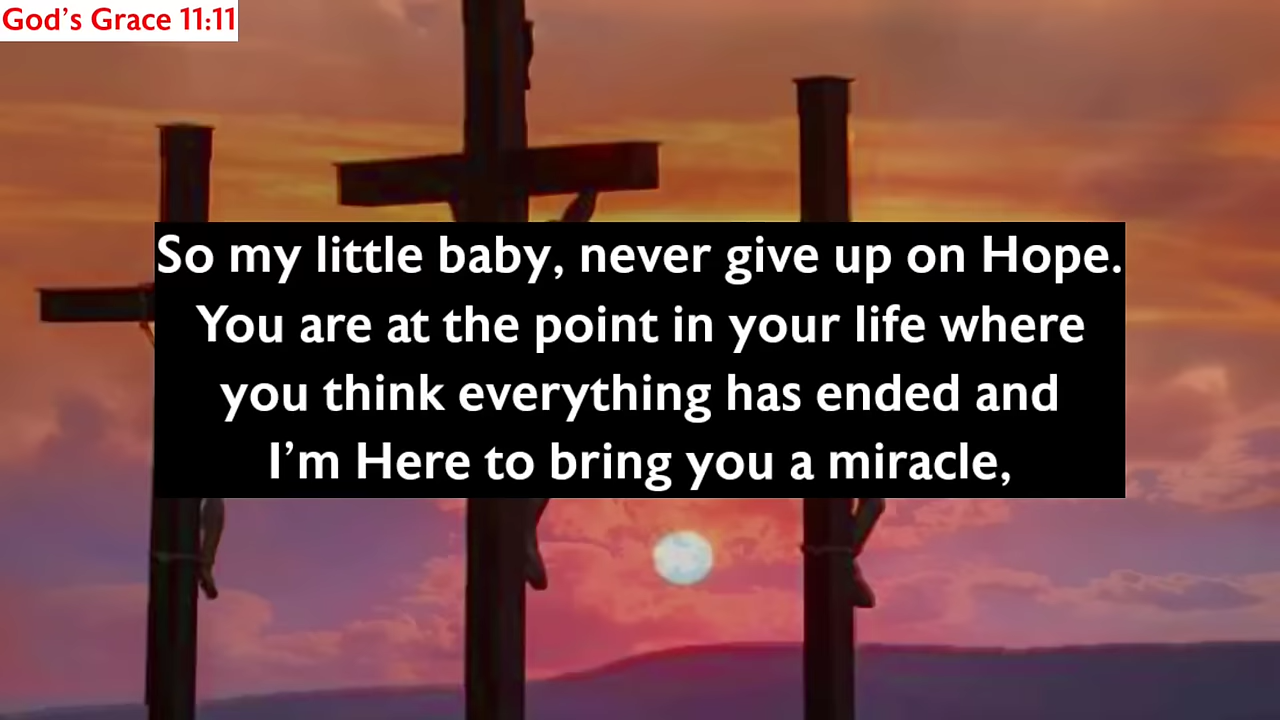 God’s Grace 11:11
So my little baby, never give up on Hope.
You are at the point in your life where
you think everything has ended and
I’m Here to bring you a miracle,